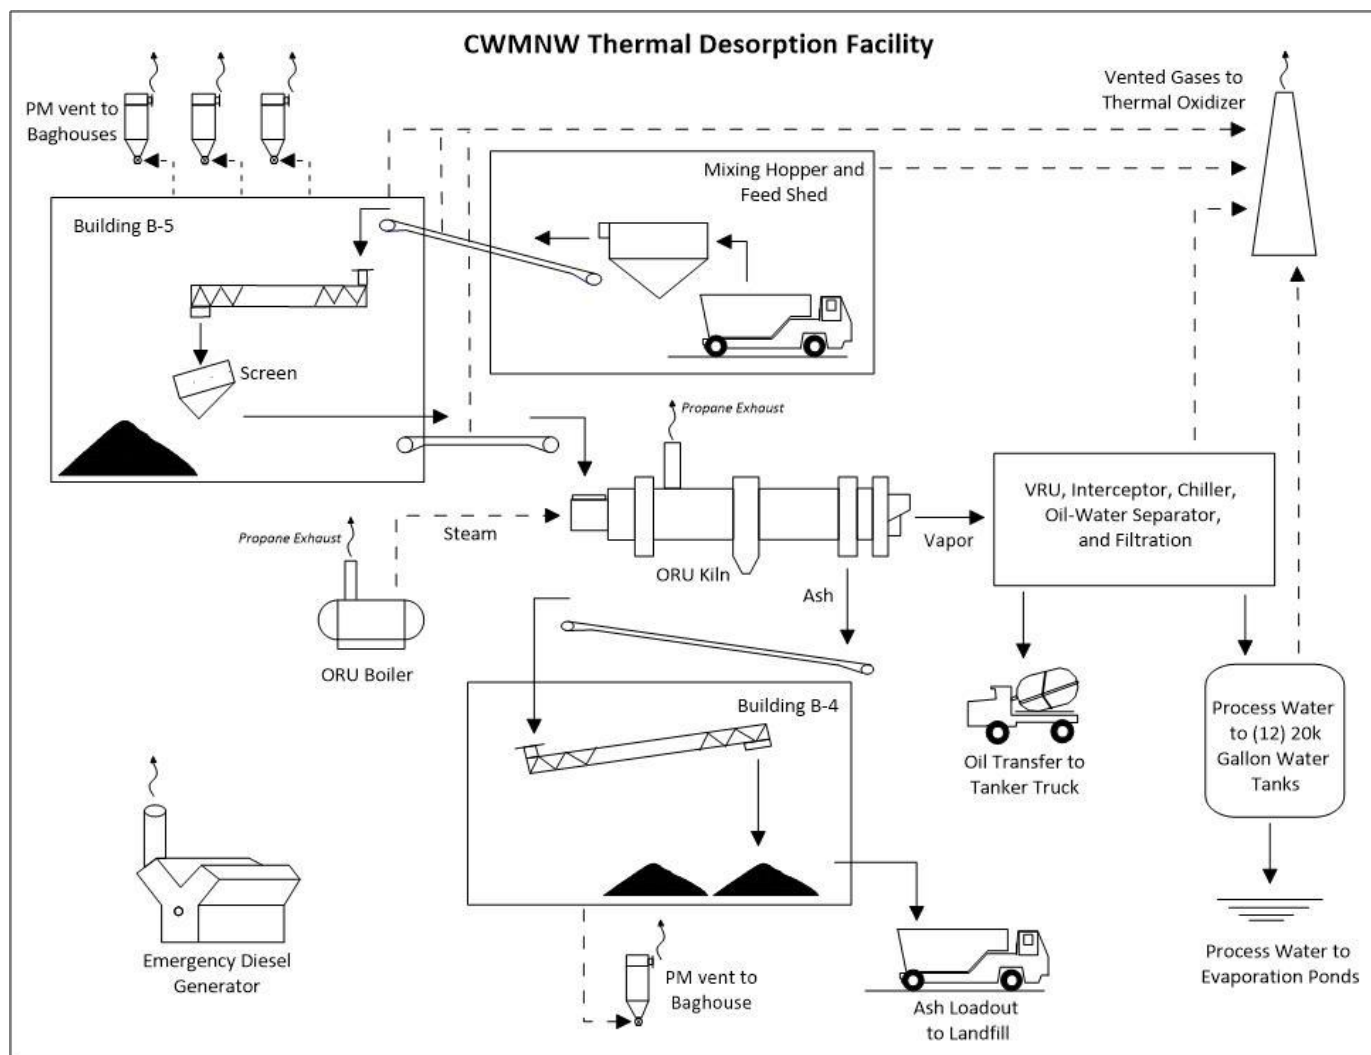 CWMNW Thermal Desorption Facility
PM vent to
Baghouses
Vented Gases to
Thermal Oxidizer
Mixing Hopper and
Feed Shed
Building B-5
Screen
Propane Exhaust
VRU, Interceptor, Chiller,
Oil-Water Separator,
and Filtration
Propane Exhaust
Steam
Vapor
ORU Kiln
Ash
ORU Boiler
Building B-4
Process Water
to (12) 20k
Gallon Water
Tanks
Oil Transfer to
Tanker Truck
Emergency Diesel
Generator
PM vent to
Baghouse
Process Water to
Evaporation Ponds
Ash Loadout
to Landfill